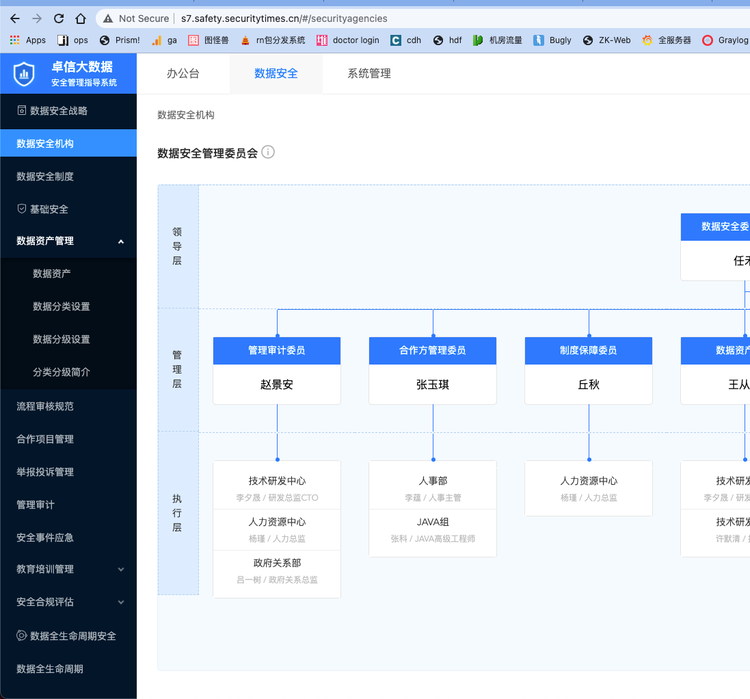 Not Secure | s7.safety.securitytimes.cn/#/securityagencies
Apps ops Prism! ga 图怪兽 rn包分发系统 doctor login cdh hdf 机房流量 Bugly ZK-Web 全服务器 Graylog
卓信大数据
安全管理指导系统
办公台 数据安全 系统管理
数据安全战略
数据安全机构
数据安全制度
基础安全
数据资产管理
数据资产
数据分类设置
数据分级设置
分类分级简介
流程审核规范
合作项目管理
举报投诉管理
管理审计
安全事件应急
教育培训管理
安全合规评估
数据全生命周期安全
数据全生命周期
数据安全机构
数据安全管理委员会
领导层
数据安全委
任
管理层
管理审计委员 合作方管理委员 制度保障委员 数据资产
赵景安 张玉琪 丘秋 王从
执行层
技术研发中心
李夕晟 / 研发总监CTO
人力资源中心
杨瑾 / 人力总监
政府关系部
吕一树 / 政府关系总监
人事部
李蕴 / 人事主管
JAVA组
张科 / JAVA高级工程师
人力资源中心
杨瑾 / 人力总监
技术研
李夕晟 / 研
技术研
许默清 /